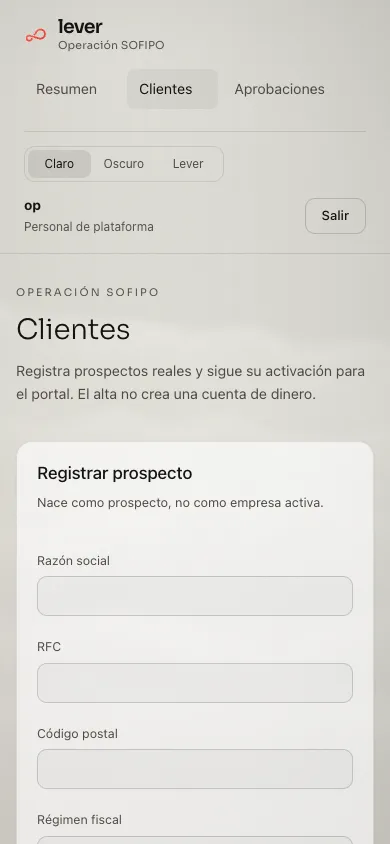 lever
Operación SOFIPO
Resumen
Clientes
Aprobaciones
Claro
Oscuro
Lever
op
Personal de plataforma
Salir
OPERACIÓN SOFIPO
Clientes
Registra prospectos reales y sigue su activación para
el portal. El alta no crea una cuenta de dinero.
Registrar prospecto
Nace como prospecto, no como empresa activa.
Razón social
RFC
Código postal
Régimen fiscal